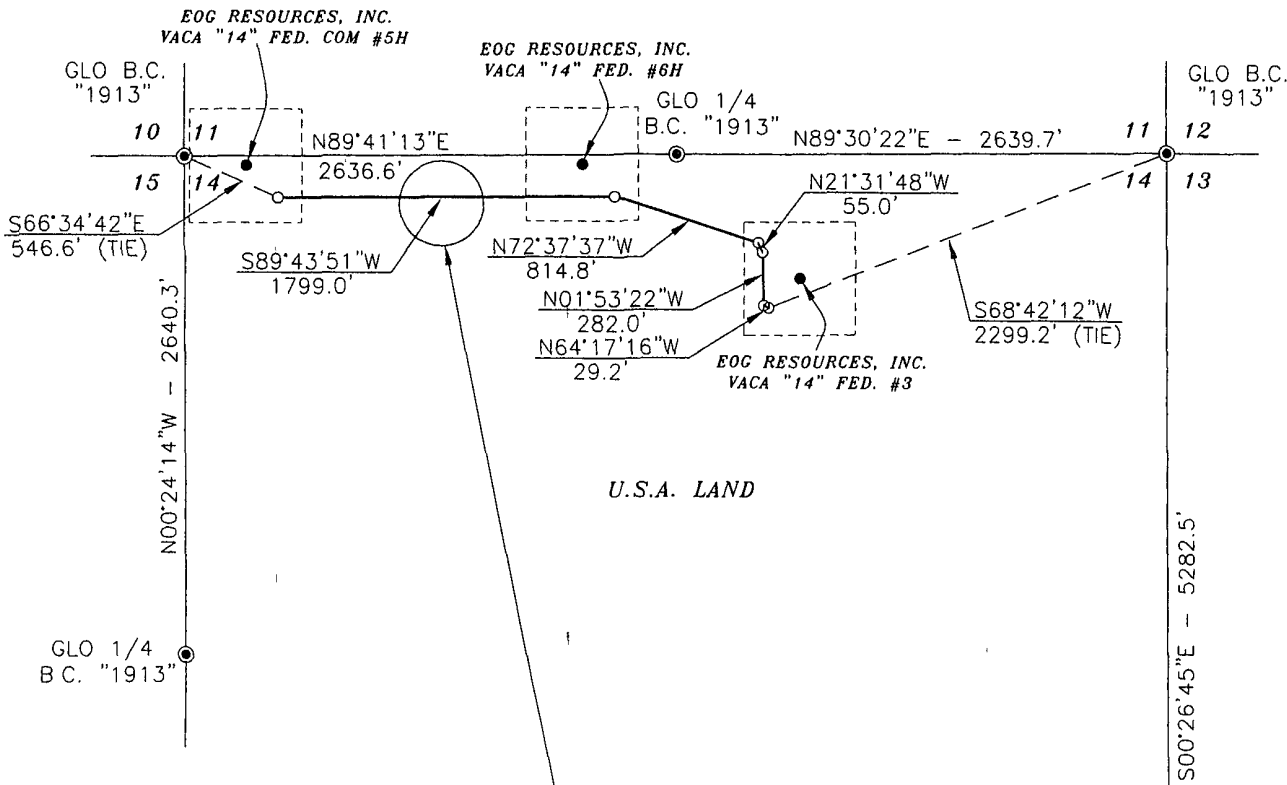 EOG RESOURCES, INC.
VACA "14" FED. COM #5H
EOG RESOURCES, INC.
VACA "14" FED. #6H
GLO B.C.
"1913"
GLO 1/4
B.C. "1913"
GLO B.C.
"1913"
10
11
N89°41'13"E
2636.6'
N89°30'22"E - 2639.7'
11
12
15
14
14
13
S66°34'42"E
546.6' (TIE)
N21°31'48"W
55.0'
S89°43'51"W
1799.0'
N72°37'37"W
814.8'
N01°53'22"W
282.0'
N64°17'16"W
29.2'
S68°42'12"W
2299.2' (TIE)
EOG RESOURCES, INC.
VACA "14" FED. #3
N00°24'14"W - 2640.3'
U.S.A. LAND
GLO 1/4
B C. "1913"
S00°26'45"E - 5282.5'